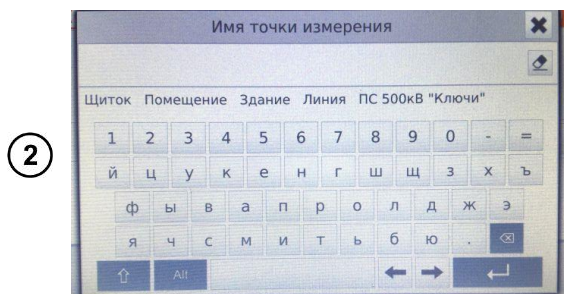 Имя точки измерения
Щиток Помещение Здание Линия ПС 500кВ "Ключи"
2
1 2 3 4 5 6 7 8 9 0 - =
й ц у к е н г ш щ з х ъ
ф ы в а п р о л д ж э
я ч с м и т ь б ю .
Alt